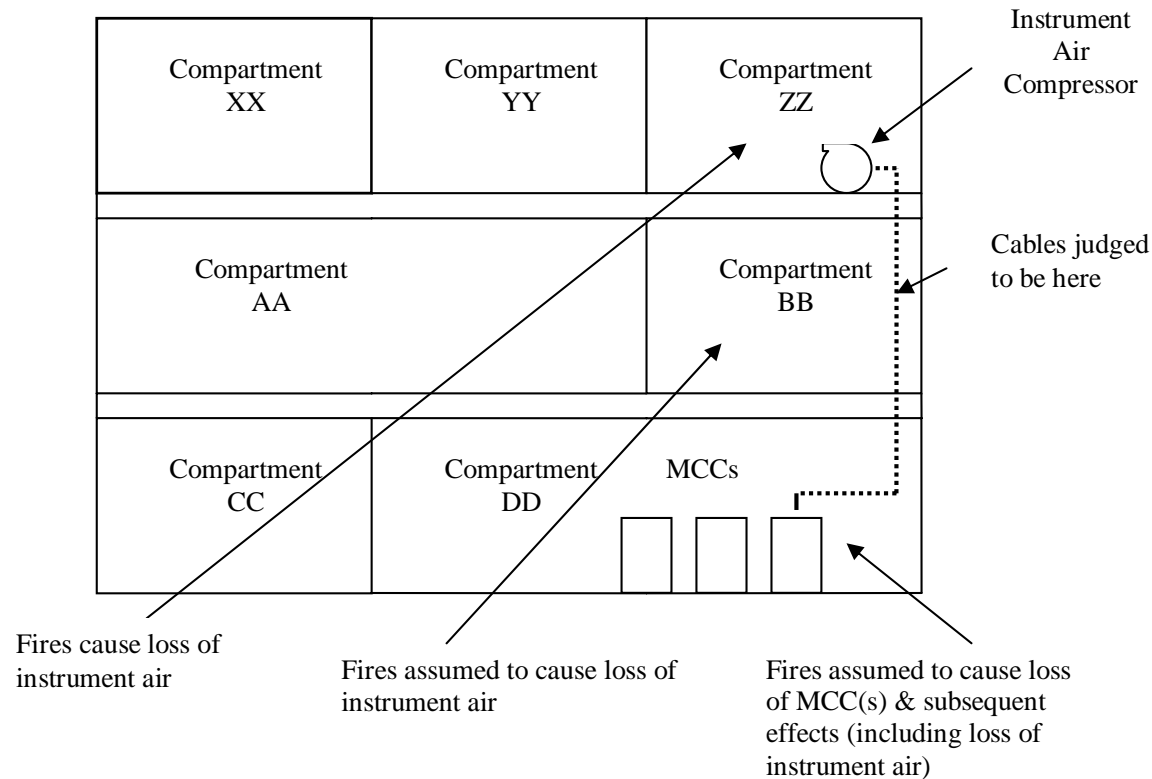 Instrument
Air
Compressor
Compartment
XX
Compartment
YY
Compartment
ZZ
Compartment
AA
Compartment
BB
Cables judged
to be here
Compartment
CC
Compartment
DD
MCCs
Fires cause loss of
instrument air
Fires assumed to cause loss of
instrument air
Fires assumed to cause loss
of MCC(s) & subsequent
effects (including loss of
instrument air)